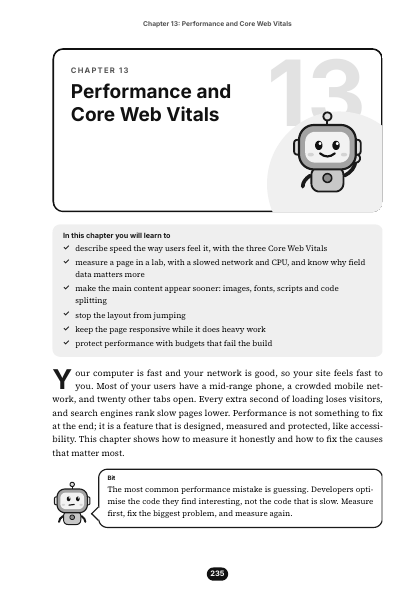 Chapter 13: Performance and Core Web Vitals
CHAPTER 13
13
Performance and
Core Web Vitals
In this chapter you will learn to
describe speed the way users feel it, with the three Core Web Vitals
measure a page in a lab, with a slowed network and CPU, and know why field
data matters more
make the main content appear sooner: images, fonts, scripts and code
splitting
stop the layout from jumping
keep the page responsive while it does heavy work
protect performance with budgets that fail the build
Your computer is fast and your network is good, so your site feels fast to
you. Most of your users have a mid-range phone, a crowded mobile net-
work, and twenty other tabs open. Every extra second of loading loses visitors,
and search engines rank slow pages lower. Performance is not something to fix
at the end; it is a feature that is designed, measured and protected, like accessi-
bility. This chapter shows how to measure it honestly and how to fix the causes
that matter most.
Bit
The most common performance mistake is guessing. Developers opti-
mise the code they find interesting, not the code that is slow. Measure
first, fix the biggest problem, and measure again.
235